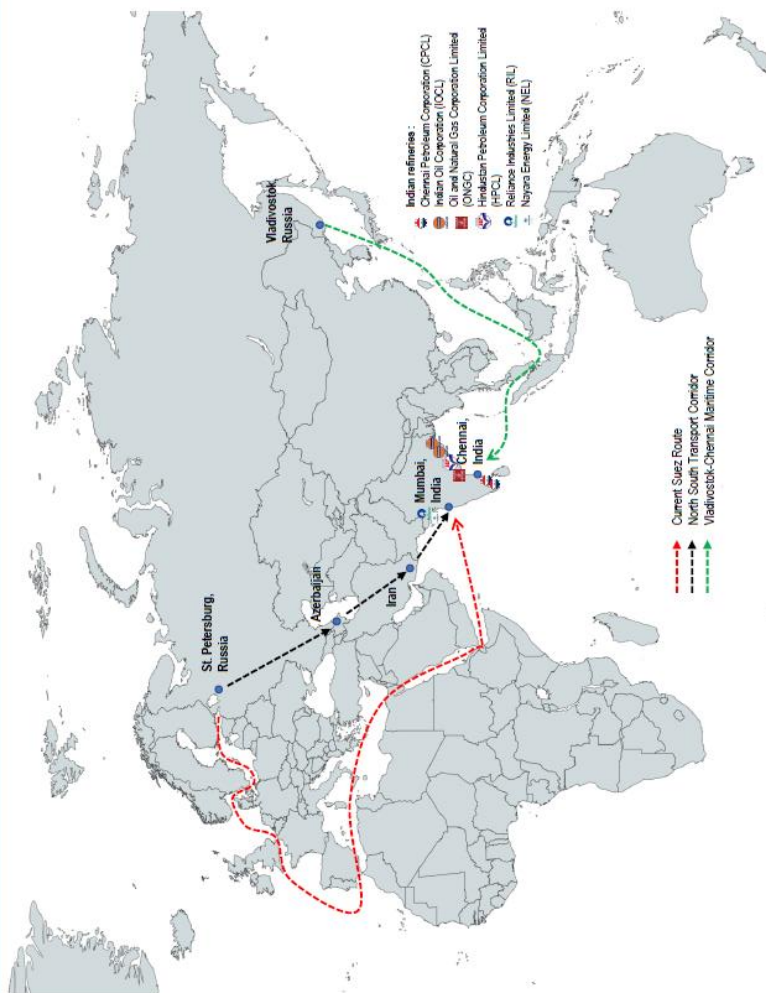 St. Petersburg,
Russia
Azerbaijan
Iran
Mumbai,
India
Chennai,
India
Vladivostok
Russia
Indian refineries :
Chennai Petroleum Corporation (CPCL)
Indian Oil Corporation (IOCL)
Oil and Natural Gas Corporation Limited
(ONGC)
Hindustan Petroleum Corporation Limited
(HPCL)
Reliance Industries Limited (RIL)
Nayara Energy Limited (NEL)
Current Suez Route
North South Transport Corridor
Vladivostok-Chennai Maritime Corridor